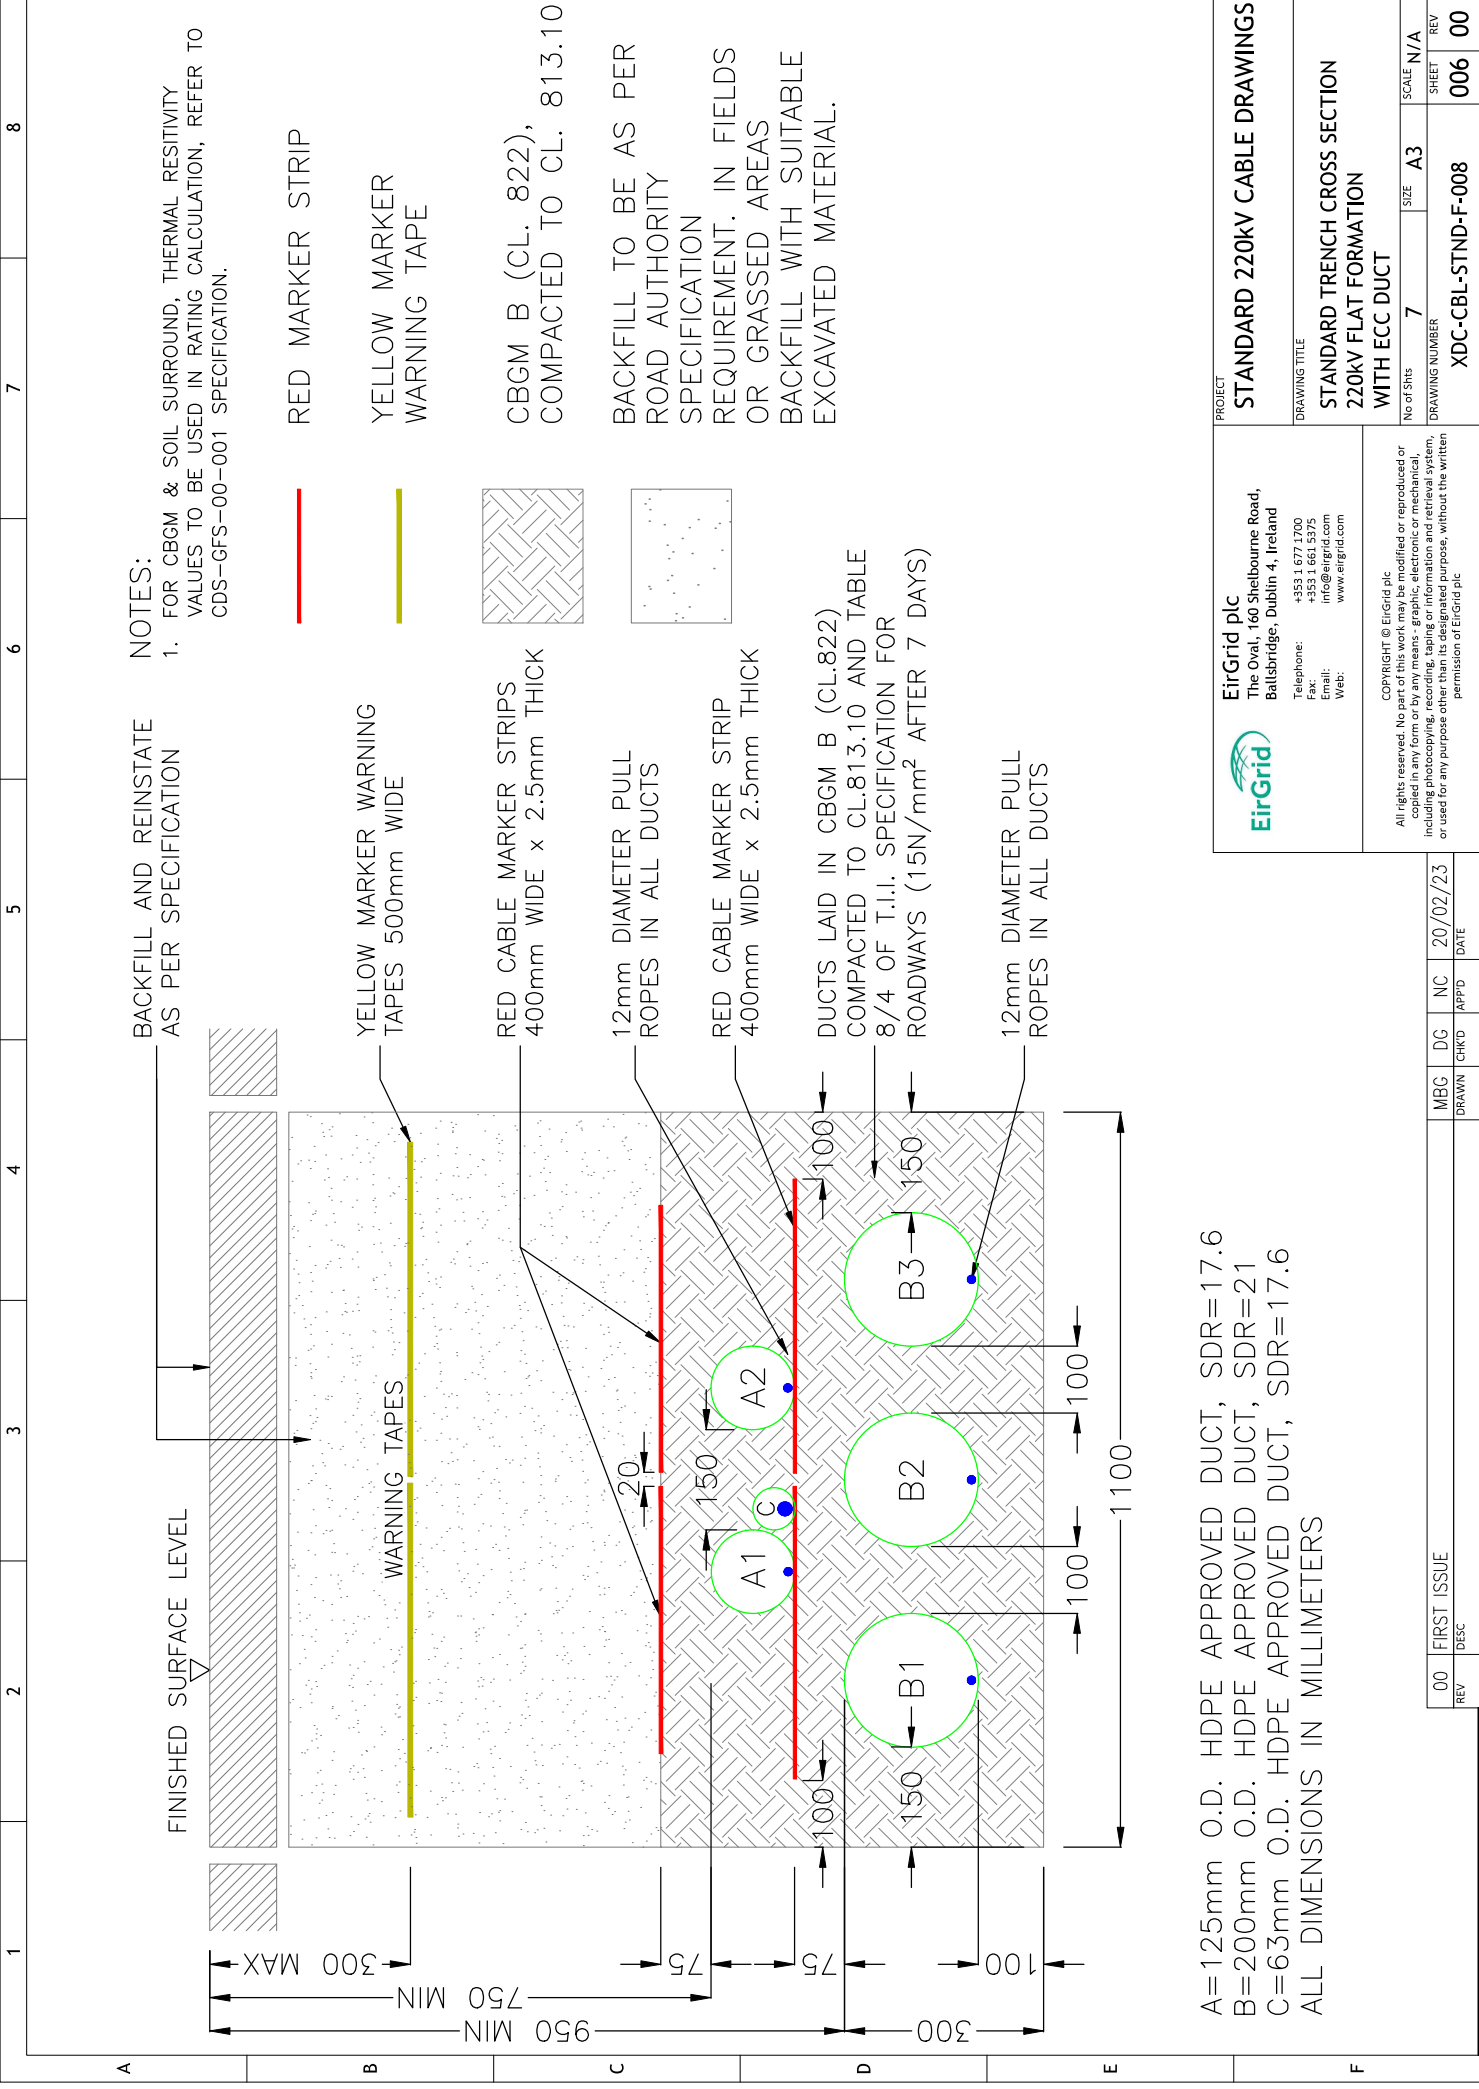 1
2
3
4
5
6
7
8
A
B
C
D
E
F
FINISHED SURFACE LEVEL
BACKFILL AND REINSTATE
AS PER SPECIFICATION
YELLOW MARKER WARNING
TAPES 500mm WIDE
RED CABLE MARKER STRIPS
400mm WIDE x 2.5mm THICK
12mm DIAMETER PULL
ROPES IN ALL DUCTS
RED CABLE MARKER STRIP
400mm WIDE x 2.5mm THICK
DUCTS LAID IN CBGM B (CL.822)
COMPACTED TO CL.813.10 AND TABLE
8/4 OF T.I.I. SPECIFICATION FOR
ROADWAYS (15N/mm² AFTER 7 DAYS)
12mm DIAMETER PULL
ROPES IN ALL DUCTS
WARNING TAPES
300 MAX
750 MIN
950 MIN
75
75
100
300
20
150
A1
C
A2
100
100
150
B1
B2
B3
150
100
100
1100
NOTES:
1. FOR CBGM & SOIL SURROUND, THERMAL RESITIVITY
VALUES TO BE USED IN RATING CALCULATION, REFER TO
CDS-GFS-00-001 SPECIFICATION.
RED MARKER STRIP
YELLOW MARKER
WARNING TAPE
CBGM B (CL. 822),
COMPACTED TO CL. 813.10
BACKFILL TO BE AS PER
ROAD AUTHORITY
SPECIFICATION
REQUIREMENT. IN FIELDS
OR GRASSED AREAS
BACKFILL WITH SUITABLE
EXCAVATED MATERIAL.
A=125mm O.D. HDPE APPROVED DUCT, SDR=17.6
B=200mm O.D. HDPE APPROVED DUCT, SDR=21
C=63mm O.D. HDPE APPROVED DUCT, SDR=17.6
ALL DIMENSIONS IN MILLIMETERS
00 FIRST ISSUE MBG DG NC 20/02/23
REV DESC DRAWN CHK'D APP'D DATE
EirGrid
EirGrid plc
The Oval, 160 Shelbourne Road,
Ballsbridge, Dublin 4, Ireland
Telephone: +353 1 677 1700
Fax: +353 1 661 5375
Email: info@eirgrid.com
Web: www.eirgrid.com
COPYRIGHT © EirGrid plc
All rights reserved. No part of this work may be modified or reproduced or
copied in any form or by any means - graphic, electronic or mechanical,
including photocopying, recording, taping or information and retrieval system,
or used for any purpose other than its designated purpose, without the written
permission of EirGrid plc
PROJECT
STANDARD 220kV CABLE DRAWINGS
DRAWING TITLE
STANDARD TRENCH CROSS SECTION
220kV FLAT FORMATION
WITH ECC DUCT
No of Shts 7 SIZE A3 SCALE N/A
DRAWING NUMBER SHEET REV
XDC-CBL-STND-F-008 006 00